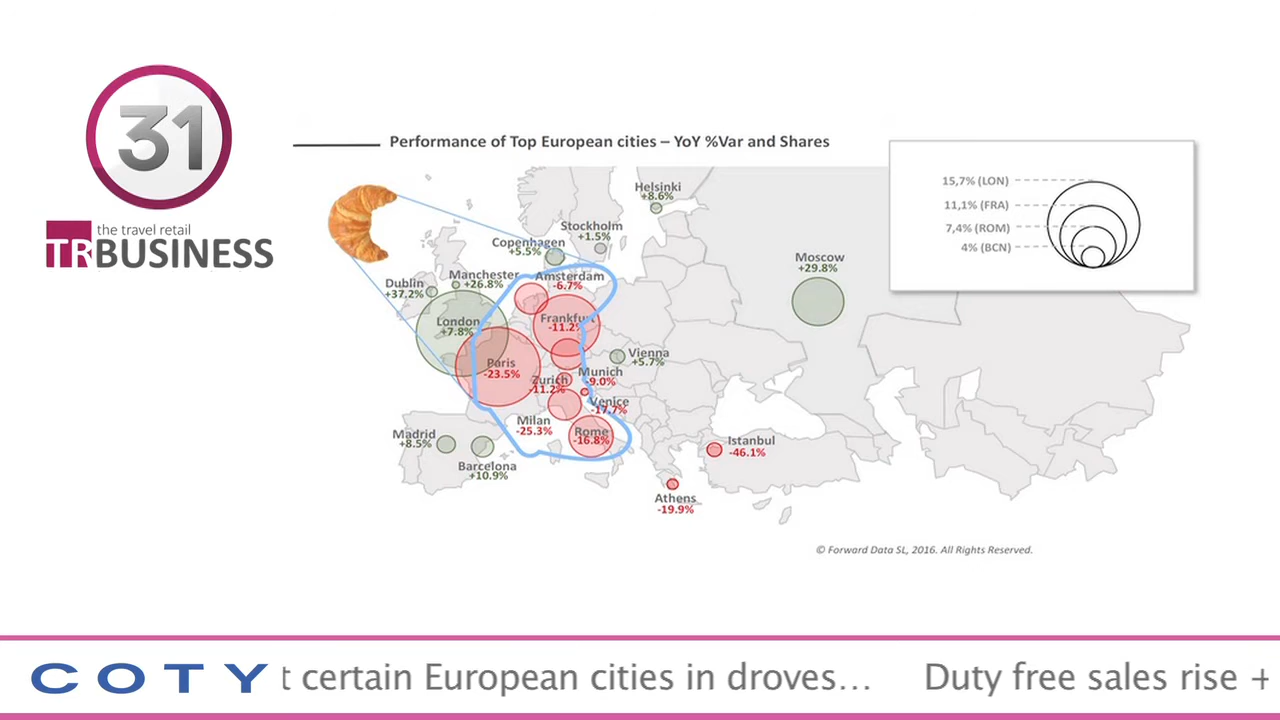 31
the travel retail
TRBUSINESS
Performance of Top European cities – YoY %Var and Shares
15,7% (LON)
11,1% (FRA)
7,4% (ROM)
4% (BCN)
Helsinki
+8.6%
Stockholm
+1.5%
Copenhagen
+5.5%
Moscow
+29.8%
Dublin
+37.2%
Manchester
+26.8%
Amsterdam
-6.7%
London
+7.8%
Frankfurt
-11.2%
Paris
-23.5%
Vienna
+5.7%
Munich
-9.0%
Zurich
-11.2%
Venice
-17.7%
Milan
-25.3%
Rome
-16.8%
Madrid
+8.5%
Barcelona
+10.9%
Istanbul
-46.1%
Athens
-19.9%
© Forward Data SL, 2016. All Rights Reserved.
COTY
t certain European cities in droves... Duty free sales rise +